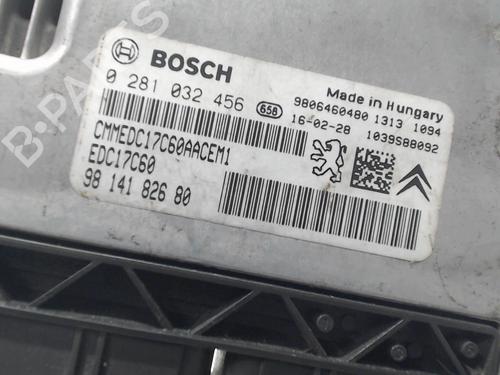 BOSCH
0 281 032 456 658
Made in Hungary
9806460480 1313 1094
16-02-28 1039S88092
CMMEDC17C60AACEM1
EDC17C60
98 141 826 80
B-PARTS